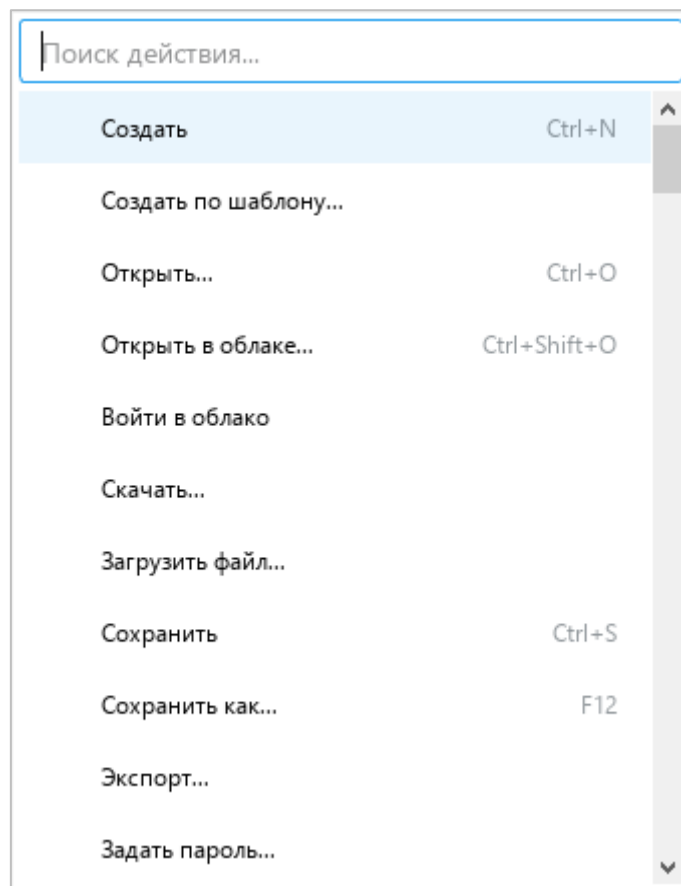 Поиск действия...
Создать Ctrl+N
Создать по шаблону...
Открыть... Ctrl+O
Открыть в облаке... Ctrl+Shift+O
Войти в облако
Скачать...
Загрузить файл...
Сохранить Ctrl+S
Сохранить как... F12
Экспорт...
Задать пароль...